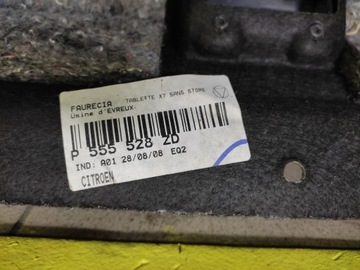 FAURECIA TABLETTE X7 SANS STORE
Usine d'EVREUX
P 555 528 ZD
IND: A01 28/08/08 EQ2
CITROEN